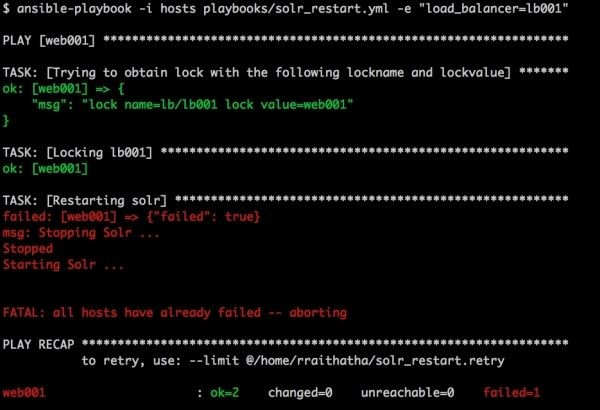 $ ansible-playbook -i hosts playbooks/solr_restart.yml -e "load_balancer=lb001"
PLAY [web001] ******************************************************************
TASK: [Trying to obtain lock with the following lockname and lockvalue] *******
ok: [web001] => {
"msg": "lock name=lb/lb001 lock value=web001"
}
TASK: [Locking lb001] *********************************************************
ok: [web001]
TASK: [Restarting solr] *******************************************************
failed: [web001] => {"failed": true}
msg: Stopping Solr ...
Stopped
Starting Solr ...
FATAL: all hosts have already failed -- aborting
PLAY RECAP ********************************************************************
to retry, use: --limit @/home/rraithatha/solr_restart.retry
web001 : ok=2 changed=0 unreachable=0 failed=1